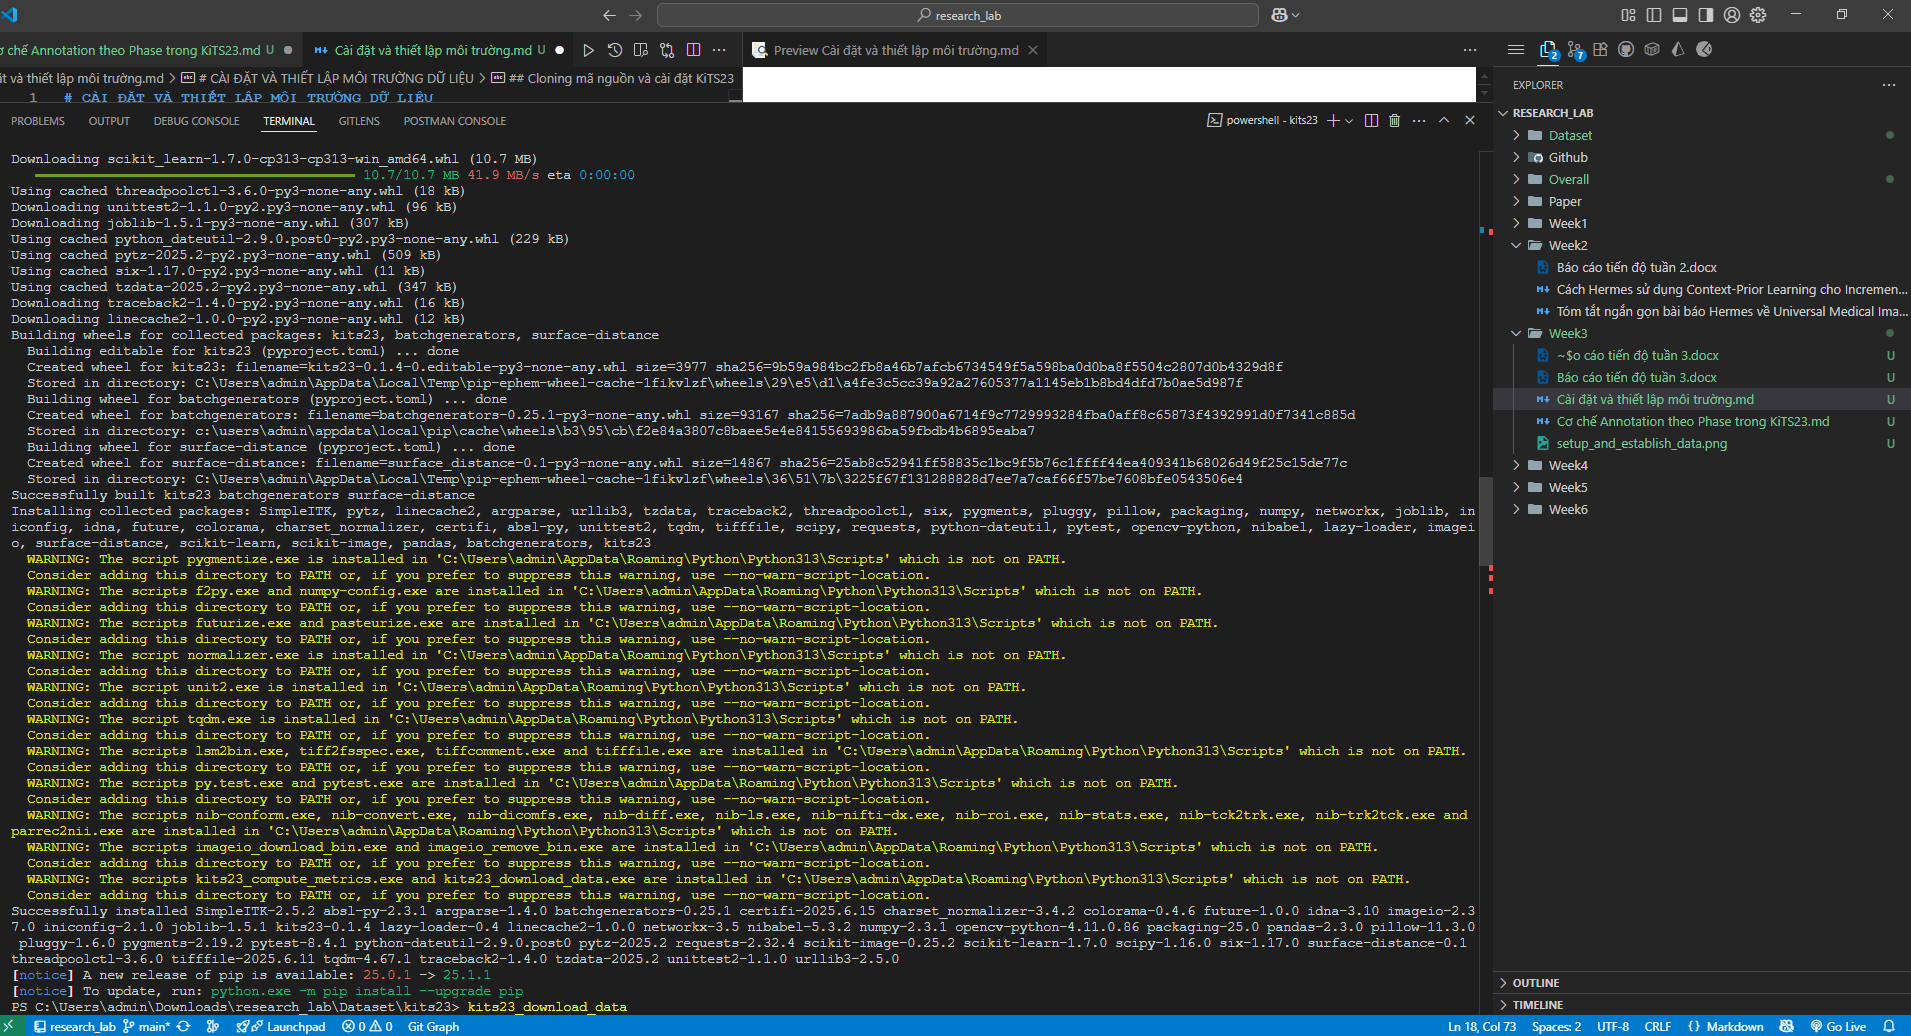 research_lab
cơ chế Annotation theo Phase trong KiTS23.md U
Cài đặt và thiết lập môi trường.md U
Preview Cài đặt và thiết lập môi trường.md
ặt và thiết lập môi trường.md > # CÀI ĐẶT VÀ THIẾT LẬP MÔI TRƯỜNG DỮ LIỆU > ## Cloning mã nguồn và cài đặt KiTS23
1 # CÀI ĐẶT VÀ THIẾT LẬP MÔI TRƯỜNG DỮ LIỆU
PROBLEMS OUTPUT DEBUG CONSOLE TERMINAL GITLENS POSTMAN CONSOLE
powershell - kits23
Downloading scikit_learn-1.7.0-cp313-cp313-win_amd64.whl (10.7 MB)
10.7/10.7 MB 41.9 MB/s eta 0:00:00
Using cached threadpoolctl-3.6.0-py3-none-any.whl (18 kB)
Downloading unittest2-1.1.0-py2.py3-none-any.whl (96 kB)
Downloading joblib-1.5.1-py3-none-any.whl (307 kB)
Using cached python_dateutil-2.9.0.post0-py2.py3-none-any.whl (229 kB)
Using cached pytz-2025.2-py2.py3-none-any.whl (509 kB)
Using cached six-1.17.0-py2.py3-none-any.whl (11 kB)
Using cached tzdata-2025.2-py2.py3-none-any.whl (347 kB)
Downloading traceback2-1.4.0-py2.py3-none-any.whl (16 kB)
Downloading linecache2-1.0.0-py2.py3-none-any.whl (12 kB)
Building wheels for collected packages: kits23, batchgenerators, surface-distance
Building editable for kits23 (pyproject.toml) ... done
Created wheel for kits23: filename=kits23-0.1.4-0.editable-py3-none-any.whl size=3977 sha256=9b59a984bc2fb8a46b7afcb6734549f5a598ba0d0ba8f5504c2807d0b4329d8f
Stored in directory: C:\Users\admin\AppData\Local\Temp\pip-ephem-wheel-cache-1fikvlzf\wheels\29\e5\d1\a4fe3c5cc39a92a27605377a1145eb1b8bd4dfd7b0ae5d987f
Building wheel for batchgenerators (pyproject.toml) ... done
Created wheel for batchgenerators: filename=batchgenerators-0.25.1-py3-none-any.whl size=93167 sha256=7adb9a887900a6714f9c7729993284fba0aff8c65873f4392991d0f7341c885d
Stored in directory: c:\users\admin\appdata\local\pip\cache\wheels\b3\95\cb\f2e84a3807c8baee5e4e84155693986ba59fbdb4b6895eaba7
Building wheel for surface-distance (pyproject.toml) ... done
Created wheel for surface-distance: filename=surface_distance-0.1-py3-none-any.whl size=14867 sha256=25ab8c52941ff58835c1bc9f5b76c1ffff44ea409341b68026d49f25c15de77c
Stored in directory: C:\Users\admin\AppData\Local\Temp\pip-ephem-wheel-cache-1fikvlzf\wheels\36\51\7b\3225f67f131288828d7ee7a7caf66f57be7608bfe0543506e4
Successfully built kits23 batchgenerators surface-distance
Installing collected packages: SimpleITK, pytz, linecache2, argparse, urllib3, tzdata, traceback2, threadpoolctl, six, pygments, pluggy, pillow, packaging, numpy, networkx, joblib, in
iconfig, idna, future, colorama, charset_normalizer, certifi, absl-py, unittest2, tqdm, tifffile, scipy, requests, python-dateutil, pytest, opencv-python, nibabel, lazy-loader, imagei
o, surface-distance, scikit-learn, scikit-image, pandas, batchgenerators, kits23
WARNING: The script pygmentize.exe is installed in 'C:\Users\admin\AppData\Roaming\Python\Python313\Scripts' which is not on PATH.
Consider adding this directory to PATH or, if you prefer to suppress this warning, use --no-warn-script-location.
WARNING: The scripts f2py.exe and numpy-config.exe are installed in 'C:\Users\admin\AppData\Roaming\Python\Python313\Scripts' which is not on PATH.
Consider adding this directory to PATH or, if you prefer to suppress this warning, use --no-warn-script-location.
WARNING: The scripts futurize.exe and pasteurize.exe are installed in 'C:\Users\admin\AppData\Roaming\Python\Python313\Scripts' which is not on PATH.
Consider adding this directory to PATH or, if you prefer to suppress this warning, use --no-warn-script-location.
WARNING: The script normalizer.exe is installed in 'C:\Users\admin\AppData\Roaming\Python\Python313\Scripts' which is not on PATH.
Consider adding this directory to PATH or, if you prefer to suppress this warning, use --no-warn-script-location.
WARNING: The script unit2.exe is installed in 'C:\Users\admin\AppData\Roaming\Python\Python313\Scripts' which is not on PATH.
Consider adding this directory to PATH or, if you prefer to suppress this warning, use --no-warn-script-location.
WARNING: The script tqdm.exe is installed in 'C:\Users\admin\AppData\Roaming\Python\Python313\Scripts' which is not on PATH.
Consider adding this directory to PATH or, if you prefer to suppress this warning, use --no-warn-script-location.
WARNING: The scripts lsm2bin.exe, tiff2fsspec.exe, tiffcomment.exe and tifffile.exe are installed in 'C:\Users\admin\AppData\Roaming\Python\Python313\Scripts' which is not on PATH.
Consider adding this directory to PATH or, if you prefer to suppress this warning, use --no-warn-script-location.
WARNING: The scripts py.test.exe and pytest.exe are installed in 'C:\Users\admin\AppData\Roaming\Python\Python313\Scripts' which is not on PATH.
Consider adding this directory to PATH or, if you prefer to suppress this warning, use --no-warn-script-location.
WARNING: The scripts nib-conform.exe, nib-convert.exe, nib-dicomfs.exe, nib-diff.exe, nib-ls.exe, nib-nifti-dx.exe, nib-roi.exe, nib-stats.exe, nib-tck2trk.exe, nib-trk2tck.exe and
parrec2nii.exe are installed in 'C:\Users\admin\AppData\Roaming\Python\Python313\Scripts' which is not on PATH.
Consider adding this directory to PATH or, if you prefer to suppress this warning, use --no-warn-script-location.
WARNING: The scripts imageio_download_bin.exe and imageio_remove_bin.exe are installed in 'C:\Users\admin\AppData\Roaming\Python\Python313\Scripts' which is not on PATH.
Consider adding this directory to PATH or, if you prefer to suppress this warning, use --no-warn-script-location.
WARNING: The scripts kits23_compute_metrics.exe and kits23_download_data.exe are installed in 'C:\Users\admin\AppData\Roaming\Python\Python313\Scripts' which is not on PATH.
Consider adding this directory to PATH or, if you prefer to suppress this warning, use --no-warn-script-location.
Successfully installed SimpleITK-2.5.2 absl-py-2.3.1 argparse-1.4.0 batchgenerators-0.25.1 certifi-2025.6.15 charset_normalizer-3.4.2 colorama-0.4.6 future-1.0.0 idna-3.10 imageio-2.3
7.0 iniconfig-2.1.0 joblib-1.5.1 kits23-0.1.4 lazy-loader-0.4 linecache2-1.0.0 networkx-3.5 nibabel-5.3.2 numpy-2.3.1 opencv-python-4.11.0.86 packaging-25.0 pandas-2.3.0 pillow-11.3.0
pluggy-1.6.0 pygments-2.19.2 pytest-8.4.1 python-dateutil-2.9.0.post0 pytz-2025.2 requests-2.32.4 scikit-image-0.25.2 scikit-learn-1.7.0 scipy-1.16.0 six-1.17.0 surface-distance-0.1
threadpoolctl-3.6.0 tifffile-2025.6.11 tqdm-4.67.1 traceback2-1.4.0 tzdata-2025.2 unittest2-1.1.0 urllib3-2.5.0
[notice] A new release of pip is available: 25.0.1 -> 25.1.1
[notice] To update, run: python.exe -m pip install --upgrade pip
PS C:\Users\admin\Downloads\research_lab\Dataset\kits23> kits23_download_data
2
7
EXPLORER
RESEARCH_LAB
Dataset
Github
Overall
Paper
Week1
Week2
Báo cáo tiến độ tuần 2.docx
Cách Hermes sử dụng Context-Prior Learning cho Incremen...
Tóm tắt ngắn gọn bài báo Hermes về Universal Medical Ima...
Week3
~$o cáo tiến độ tuần 3.docx U
Báo cáo tiến độ tuần 3.docx U
Cài đặt và thiết lập môi trường.md U
Cơ chế Annotation theo Phase trong KiTS23.md U
setup_and_establish_data.png U
Week4
Week5
Week6
OUTLINE
TIMELINE
research_lab main* Launchpad 0 0 Git Graph
Ln 18, Col 73 Spaces: 2 UTF-8 CRLF {} Markdown Go Live